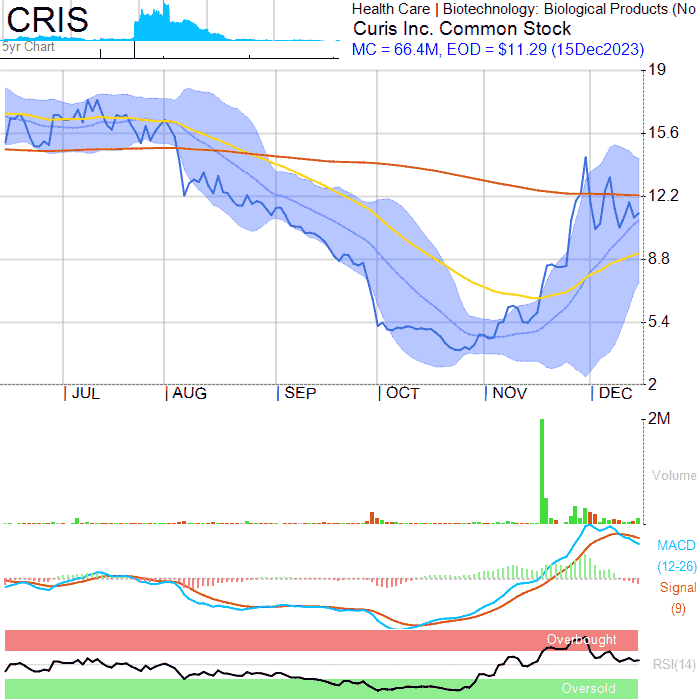 CRIS
5yr Chart
Health Care | Biotechnology: Biological Products (No
Curis Inc. Common Stock
MC = 66.4M, EOD = $11.29 (15Dec2023)
19
15.6
12.2
8.8
5.4
2
JUL AUG SEP OCT NOV DEC
2M
Volume
MACD
(12-26)
Signal
(9)
Overbought
RSI(14)
Oversold